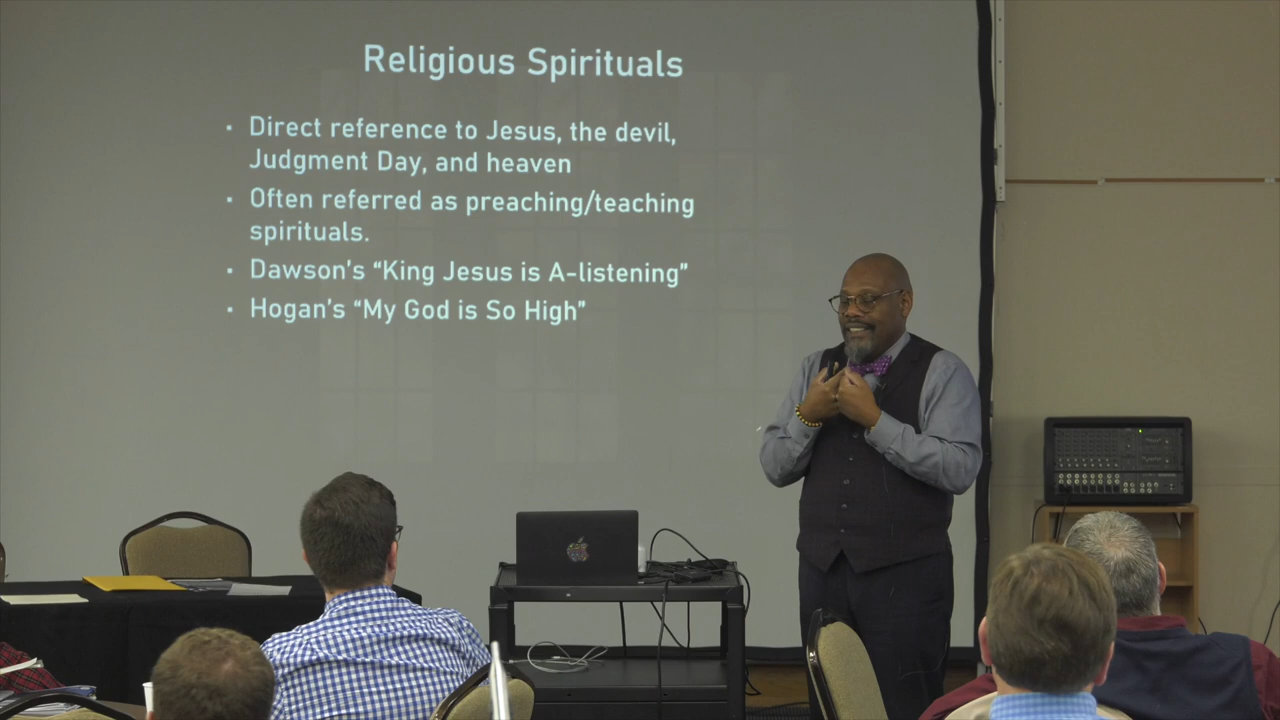 Religious Spirituals
· Direct reference to Jesus, the devil,
Judgment Day, and heaven
· Often referred as preaching/teaching
spirituals.
· Dawson's “King Jesus is A-listening”
· Hogan's “My God is So High”